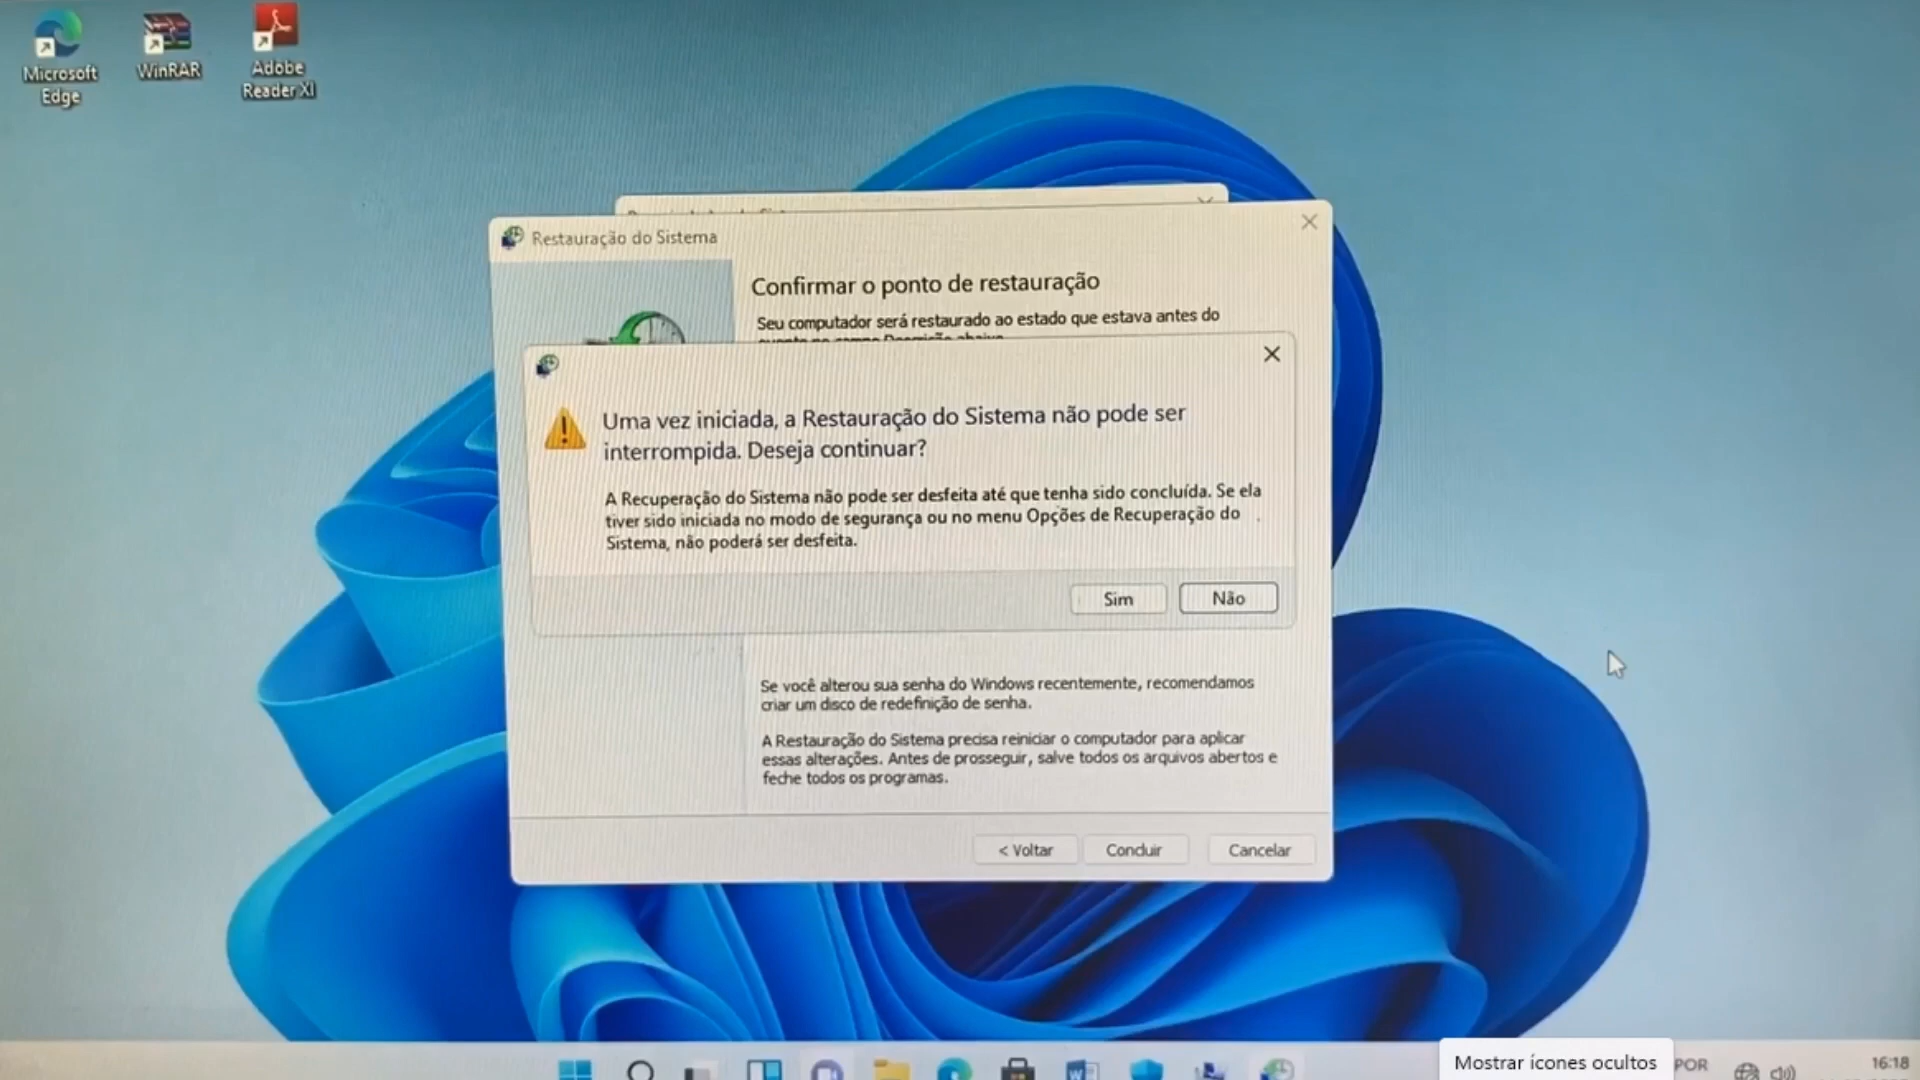 Microsoft
Edge
WinRAR
Adobe
Reader XI
Restauração do Sistema
Confirmar o ponto de restauração
Seu computador será restaurado ao estado que estava antes do
Uma vez iniciada, a Restauração do Sistema não pode ser
interrompida. Deseja continuar?
A Recuperação do Sistema não pode ser desfeita até que tenha sido concluída. Se ela
tiver sido iniciada no modo de segurança ou no menu Opções de Recuperação do
Sistema, não poderá ser desfeita.
Sim
Não
Se você alterou sua senha do Windows recentemente, recomendamos
criar um disco de redefinição de senha.
A Restauração do Sistema precisa reiniciar o computador para aplicar
essas alterações. Antes de prosseguir, salve todos os arquivos abertos e
feche todos os programas.
< Voltar
Concluir
Cancelar
Mostrar ícones ocultos
POR
16:18